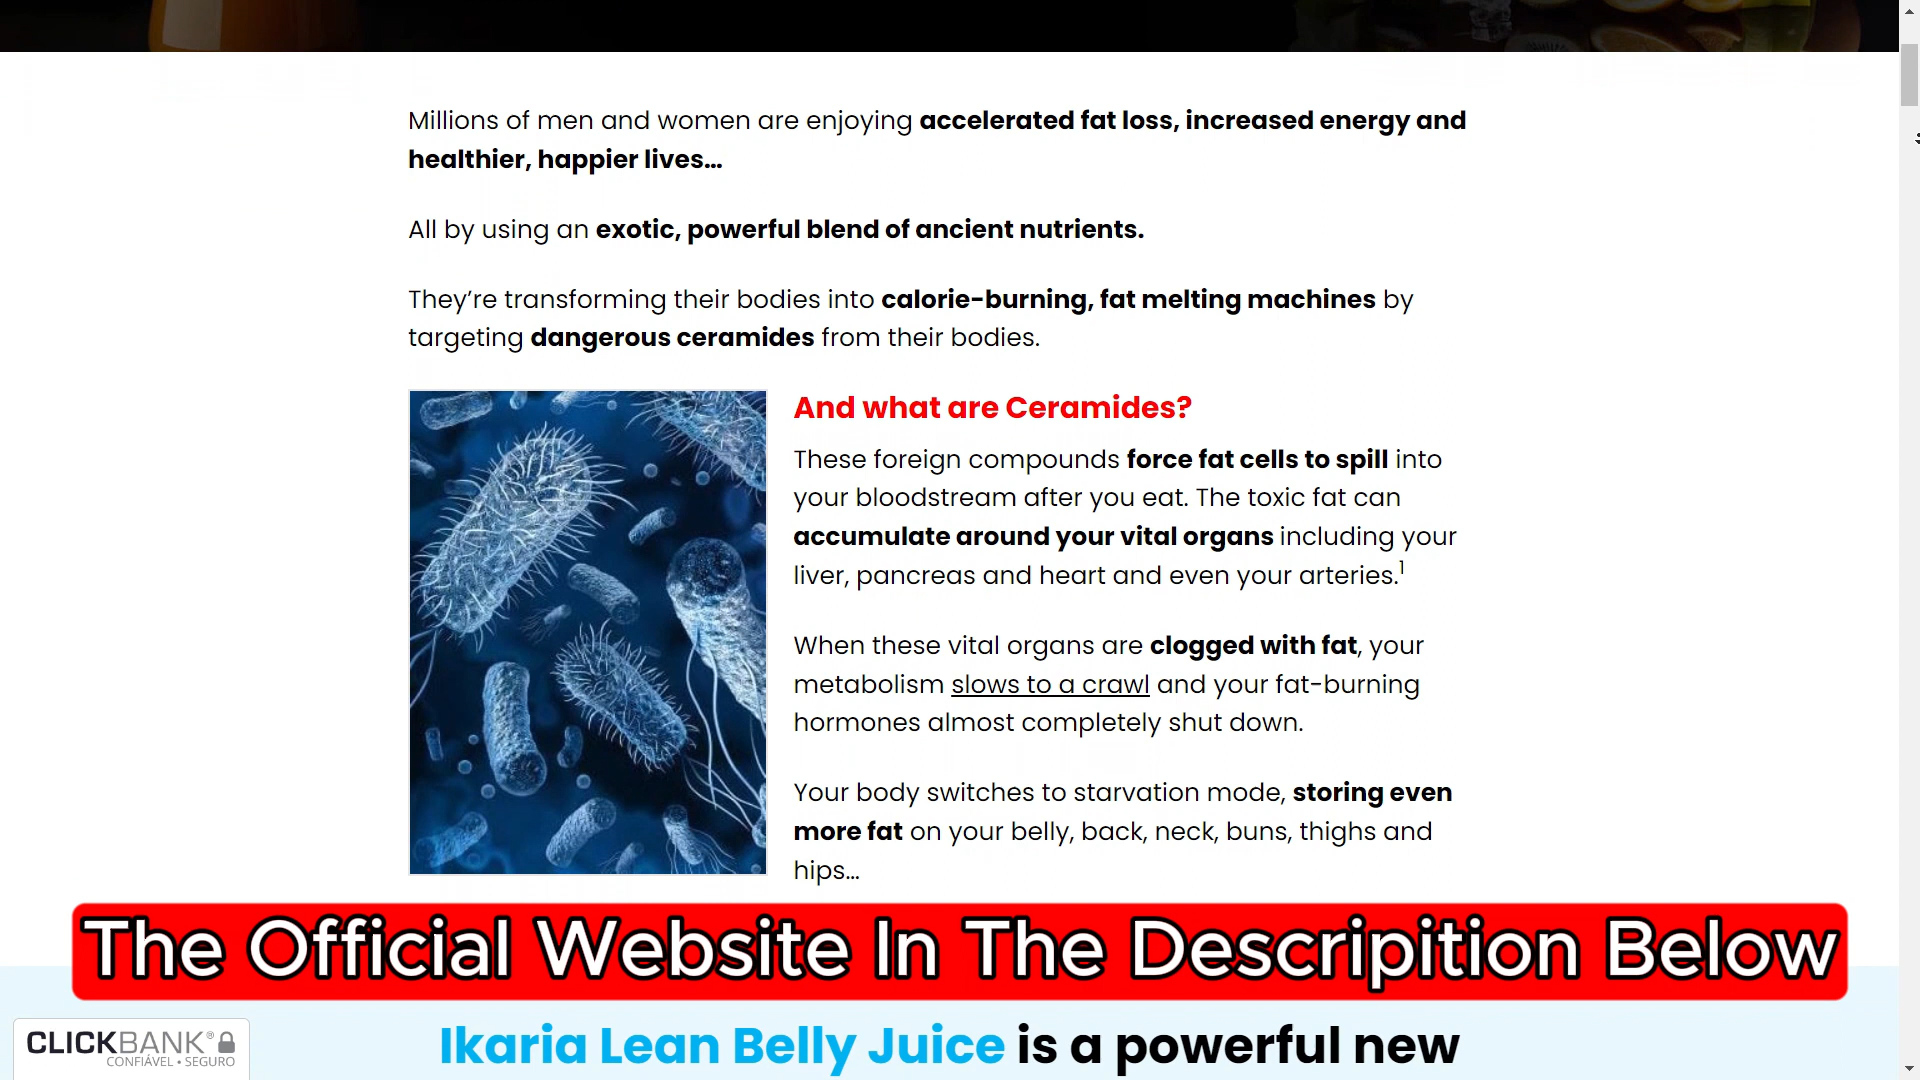 Millions of men and women are enjoying accelerated fat loss, increased energy and
healthier, happier lives…
All by using an exotic, powerful blend of ancient nutrients.
They’re transforming their bodies into calorie-burning, fat melting machines by
targeting dangerous ceramides from their bodies.
And what are Ceramides?
These foreign compounds force fat cells to spill into
your bloodstream after you eat. The toxic fat can
accumulate around your vital organs including your
liver, pancreas and heart and even your arteries.1
When these vital organs are clogged with fat, your
metabolism slows to a crawl and your fat-burning
hormones almost completely shut down.
Your body switches to starvation mode, storing even
more fat on your belly, back, neck, buns, thighs and
hips…
The Official Website In The Descripition Below
CLICKBANK®
CONFIÁVEL • SEGURO
Ikaria Lean Belly Juice is a powerful new